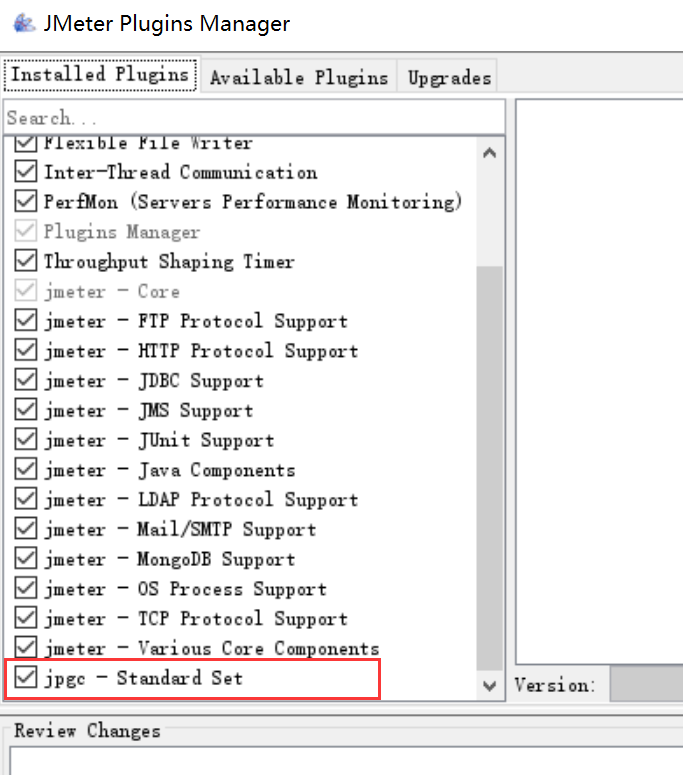 JMeter Plugins Manager
Installed Plugins Available Plugins Upgrades
Search...
Flexible File Writer
Inter-Thread Communication
PerfMon (Servers Performance Monitoring)
Plugins Manager
Throughput Shaping Timer
jmeter - Core
jmeter - FTP Protocol Support
jmeter - HTTP Protocol Support
jmeter - JDBC Support
jmeter - JMS Support
jmeter - JUnit Support
jmeter - Java Components
jmeter - LDAP Protocol Support
jmeter - Mail/SMTP Support
jmeter - MongoDB Support
jmeter - OS Process Support
jmeter - TCP Protocol Support
jmeter - Various Core Components
jpgc - Standard Set
Version:
Review Changes